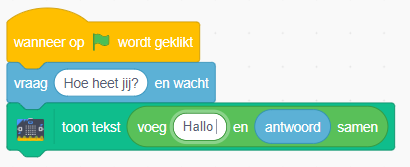 wanneer op wordt geklikt
vraag Hoe heet jij? en wacht
toon tekst voeg Hallo en antwoord samen